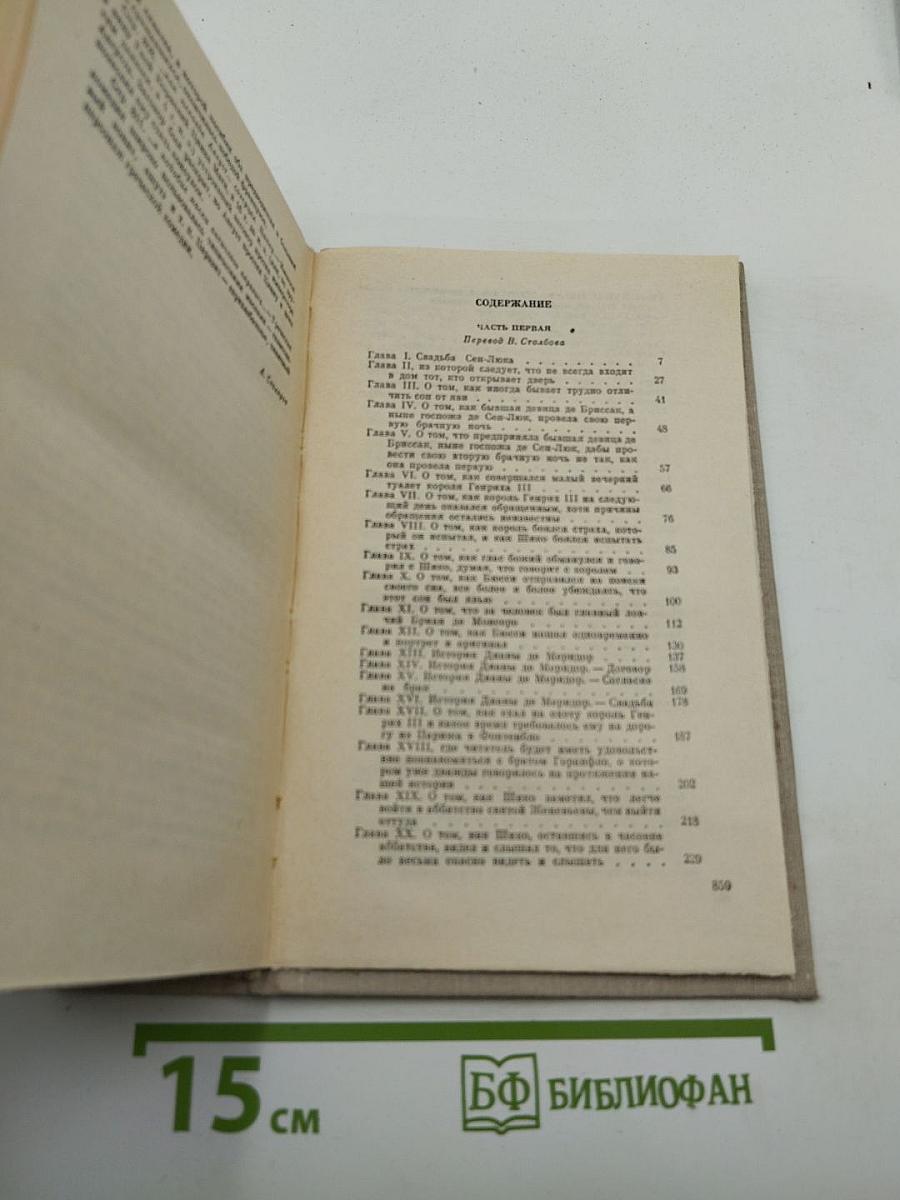 СОДЕРЖАНИЕ
ЧАСТЬ ПЕРВАЯ
Перевод В. Столбова
Глава I. Свадьба Сен-Люка . . . . . . . . 7
Глава II, из которой следует, что не всегда входит
в дом тот, кто открывает дверь . . . . . . 27
Глава III. О том, как иногда бывает трудно отли-
чить сон от яви . . . . . . . . . . . 41
Глава IV. О том, как бывшая девица де Бриссак, а
ныне госпожа де Сен-Люк, провела свою пер-
вую брачную ночь . . . . . . . . . . 48
Глава V. О том, что предприняла бывшая девица де
Бриссак, ныне госпожа де Сен-Люк, дабы про-
вести свою вторую брачную ночь не так, как
она провела первую . . . . . . . . . . 57
Глава VI. О том, как совершался малый вечерний
туалет короля Генриха III . . . . . . . . 66
Глава VII. О том, как король Генрих III на следую-
щий день оказался обращенным, хотя причины
обращения остались неизвестны . . . . . . 76
Глава VIII. О том, как король боялся страха, кото-
рый он испытал, и как Шико боялся испытать
страх . . . . . . . . . . . . . . 85
Глава IX. О том, как глас божий обманулся и гово-
рил с Шико, думая, что говорит с королем . . 93
Глава X. О том, как Бюсси отправился на поиски
своего сна, все более и более убеждаясь, что
этот сон был явью . . . . . . . . . . 100
Глава XI. О том, что за человек был главный лов-
чий Бриан де Монсоро . . . . . . . . . 112
Глава XII. О том, как Бюсси нашел одновременно
и портрет и оригинал . . . . . . . . . 130
Глава XIII. История Дианы де Меридор . . . . 137
Глава XIV. История Дианы де Меридор. — Договор 158
Глава XV. История Дианы де Меридор. — Согласие
на брак . . . . . . . . . . . . . 169
Глава XVI. История Дианы де Меридор. — Свадьба 178
Глава XVII. О том, как ехал на охоту король Ген-
рих III и какое время требовалось ему на доро-
гу из Парижа в Фонтенбло . . . . . . . . 187
Глава XVIII, где читатель будет иметь удовольст-
вие познакомиться с братом Горанфло, о кото-
ром уже дважды говорилось на протяжении на-
шей истории . . . . . . . . . . . . 202
Глава XIX. О том, как Шико заметил, что легче
войти в аббатство святой Женевьевы, чем выйти
оттуда . . . . . . . . . . . . . . 218
Глава XX. О том, как Шико, оставшись в часовне
аббатства, видел и слышал то, что для него бы-
ло весьма опасно видеть и слышать . . . . 229
859
15 см
БФ БИБЛИОФАН